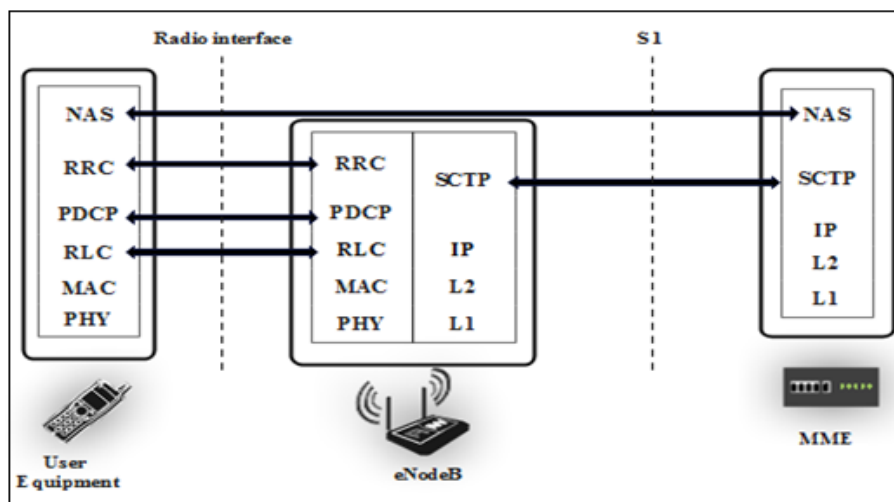 Radio interface
S1
NAS
RRC
PDCP
RLC
MAC
PHY
RRC
PDCP
RLC
MAC
PHY
SCTP
IP
L2
L1
NAS
SCTP
IP
L2
L1
User
Equipment
eNodeB
MME